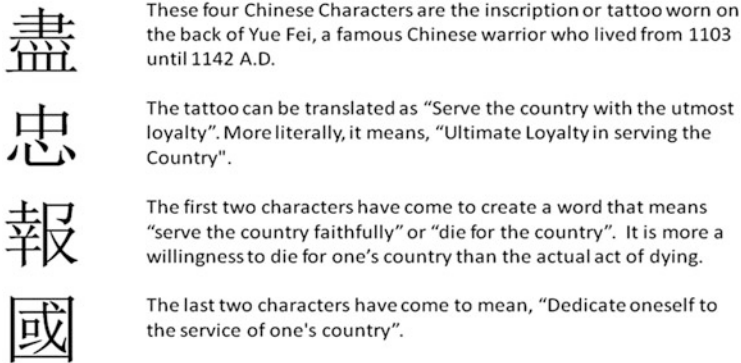 盡
忠
報
國
These four Chinese Characters are the inscription or tattoo worn on
the back of Yue Fei, a famous Chinese warrior who lived from 1103
until 1142 A.D.
The tattoo can be translated as “Serve the country with the utmost
loyalty”. More literally, it means, “Ultimate Loyalty in serving the
Country".
The first two characters have come to create a word that means
“serve the country faithfully” or “die for the country”. It is more a
willingness to die for one’s country than the actual act of dying.
The last two characters have come to mean, “Dedicate oneself to
the service of one's country”.